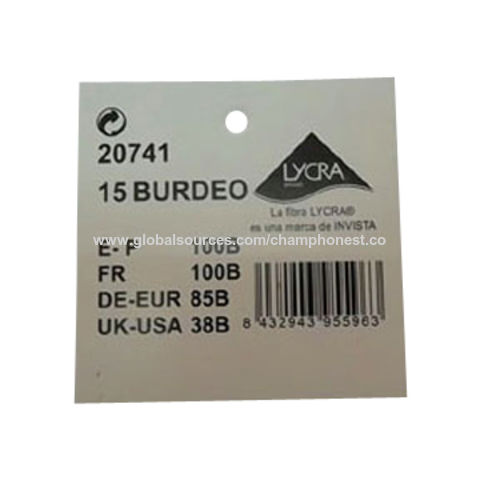 20741
15 BURDEO
LYCRA
La fibra LYCRA®
es una marca de INVISTA
www.globalsources.com/champhonest.co
E- F 100B
FR 100B
DE-EUR 85B
UK-USA 38B
8 432943 955963